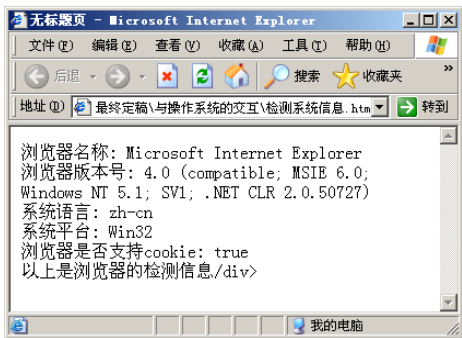 无标题页 - Microsoft Internet Explorer
文件(F) 编辑(E) 查看(V) 收藏(A) 工具(T) 帮助(H)
后退 搜索 收藏夹 »
地址(D) 最终定稿\与操作系统的交互\检测系统信息.htm 转到
浏览器名称: Microsoft Internet Explorer
浏览器版本号: 4.0 (compatible; MSIE 6.0;
Windows NT 5.1; SV1; .NET CLR 2.0.50727)
系统语言: zh-cn
系统平台: Win32
浏览器是否支持cookie: true
以上是浏览器的检测信息/div>
我的电脑